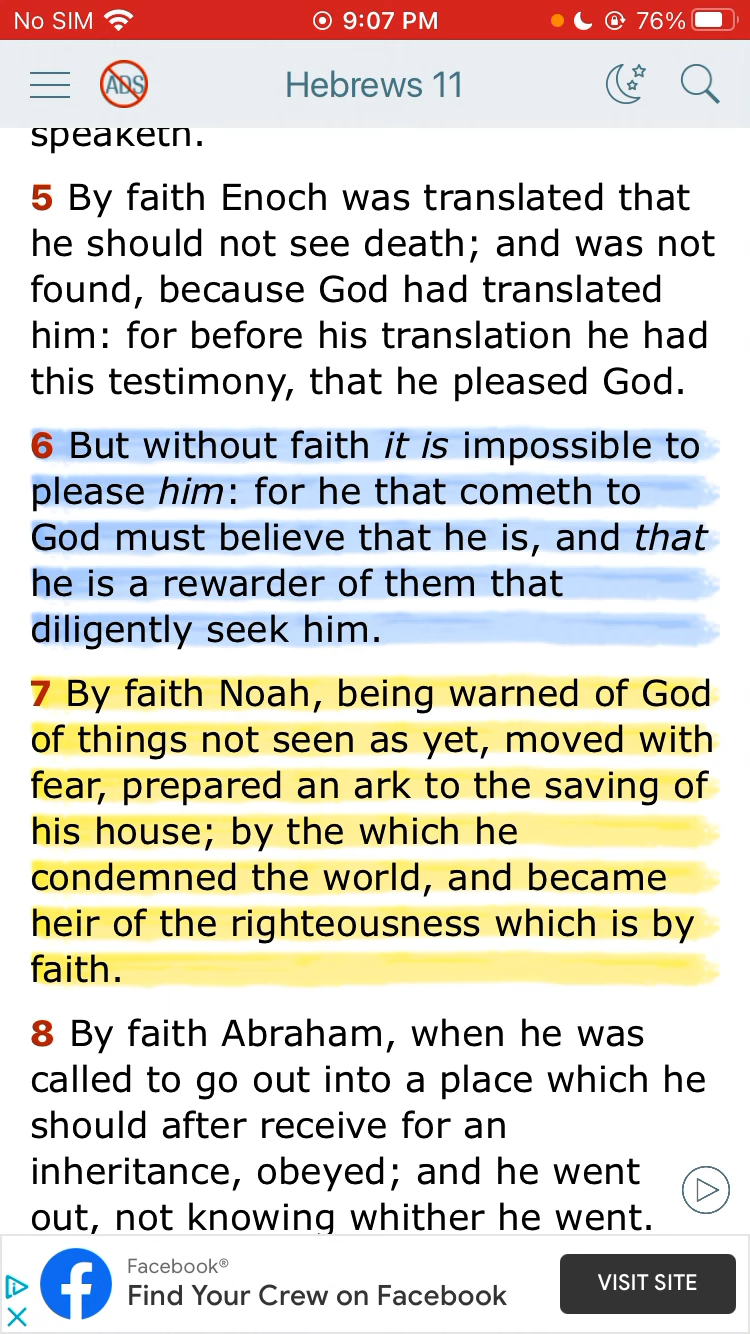 No SIM 9:07 PM 76%
ADS Hebrews 11
speaketh.
5 By faith Enoch was translated that
he should not see death; and was not
found, because God had translated
him: for before his translation he had
this testimony, that he pleased God.
6 But without faith it is impossible to
please him: for he that cometh to
God must believe that he is, and that
he is a rewarder of them that
diligently seek him.
7 By faith Noah, being warned of God
of things not seen as yet, moved with
fear, prepared an ark to the saving of
his house; by the which he
condemned the world, and became
heir of the righteousness which is by
faith.
8 By faith Abraham, when he was
called to go out into a place which he
should after receive for an
inheritance, obeyed; and he went
out, not knowing whither he went.
Facebook®
Find Your Crew on Facebook
VISIT SITE